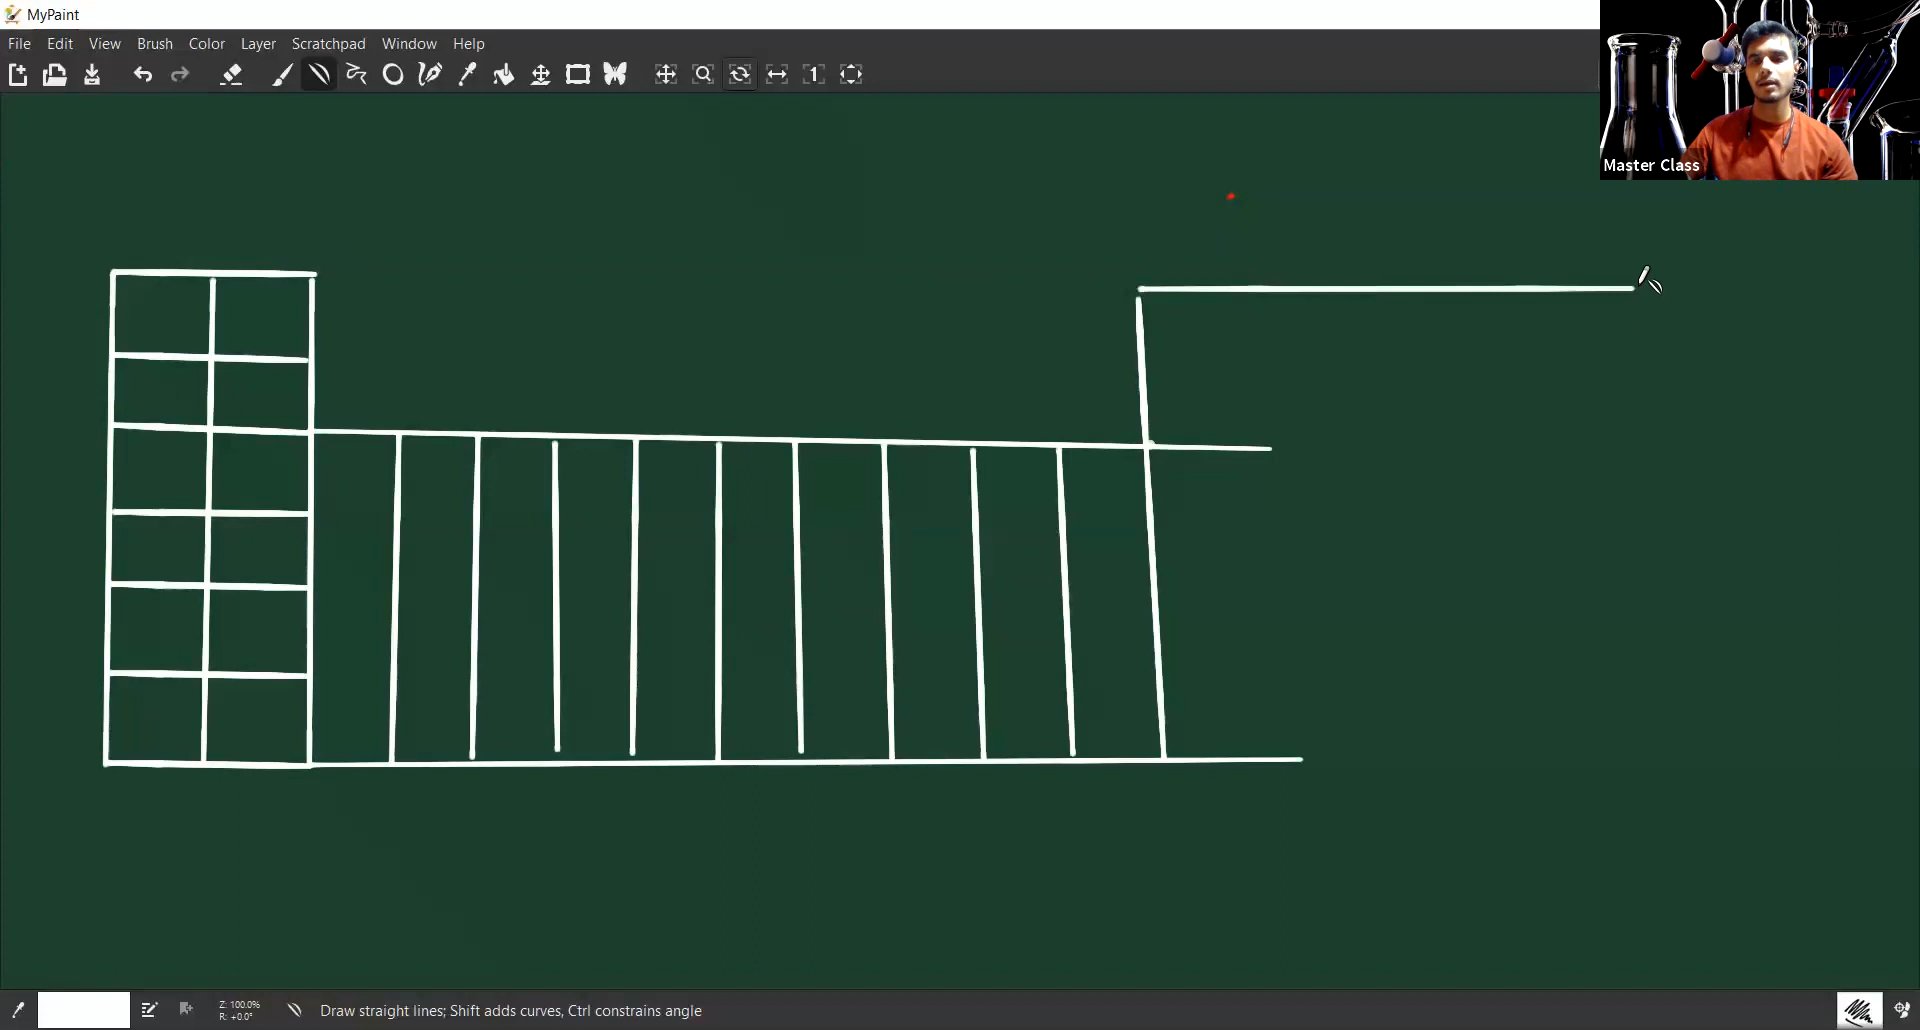 MyPaint
File Edit View Brush Color Layer Scratchpad Window Help
1
Master Class
Z: 100.0%
R: +0.0°
Draw straight lines; Shift adds curves, Ctrl constrains angle